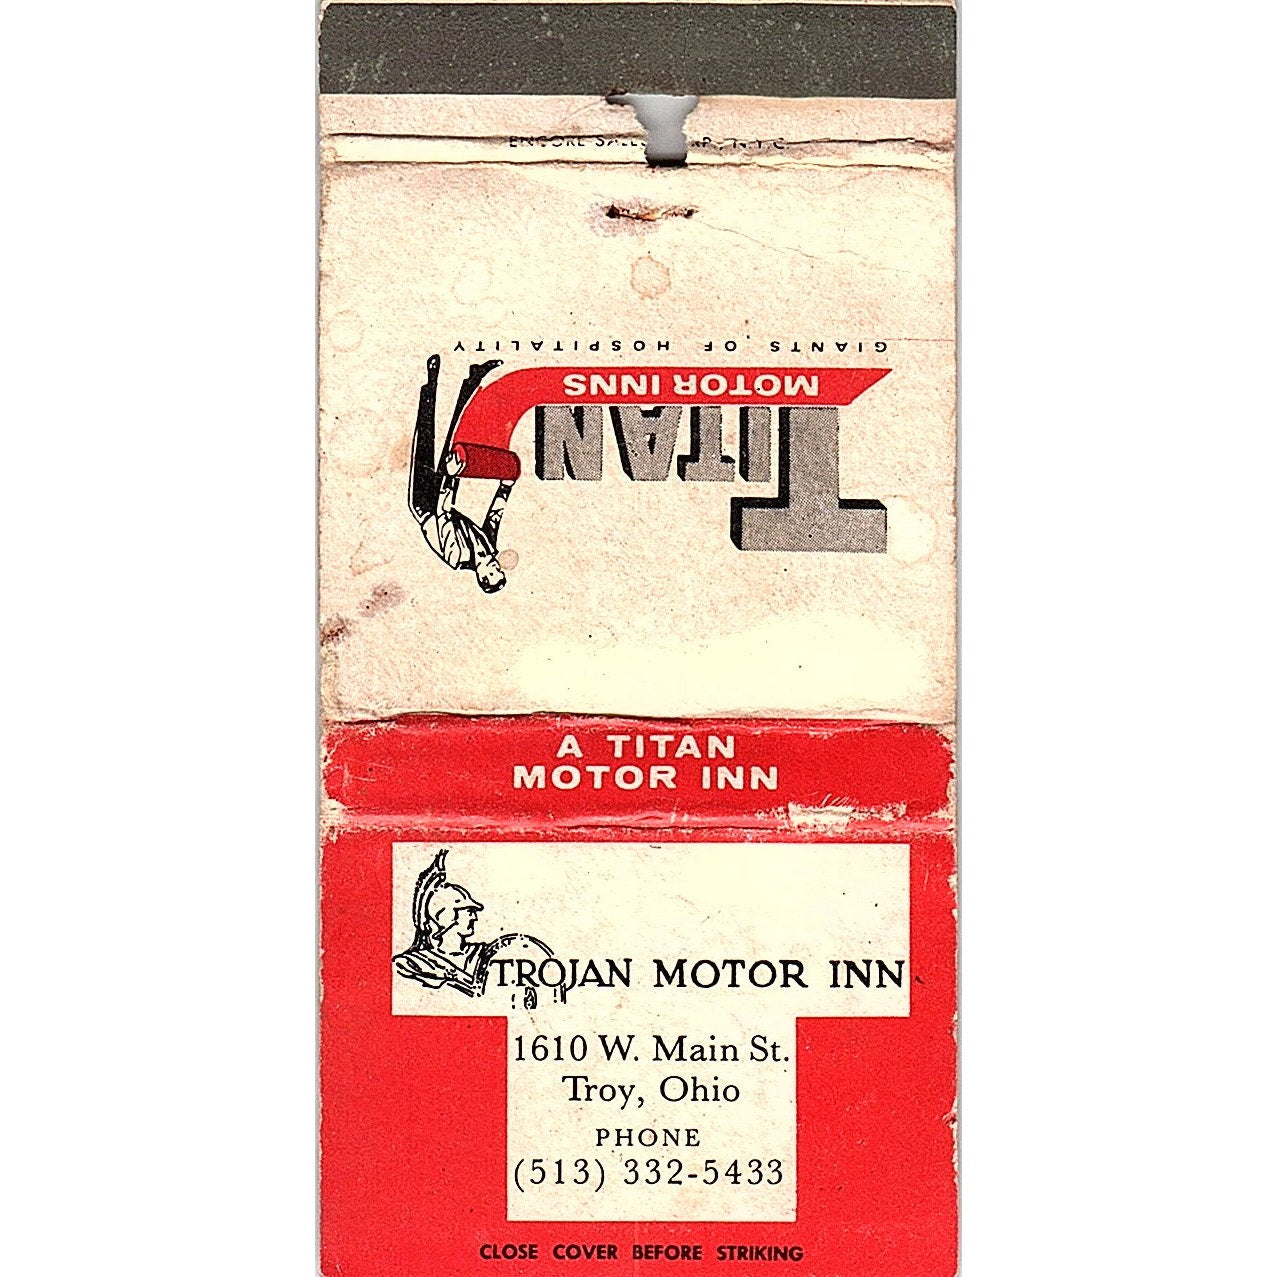 GIANTS OF HOSPITALITY
TITAN
MOTOR INNS
A TITAN
MOTOR INN
TROJAN MOTOR INN
1610 W. Main St.
Troy, Ohio
PHONE
(513) 332-5433
CLOSE COVER BEFORE STRIKING